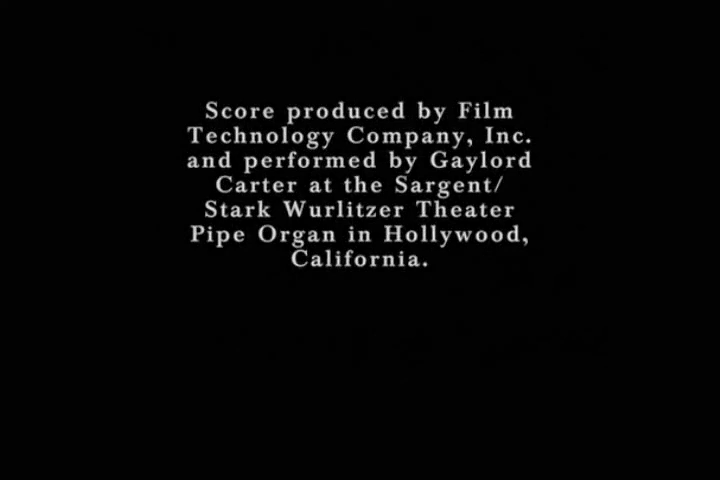 Score produced by Film
Technology Company, Inc.
and performed by Gaylord
Carter at the Sargent/
Stark Wurlitzer Theater
Pipe Organ in Hollywood,
California.